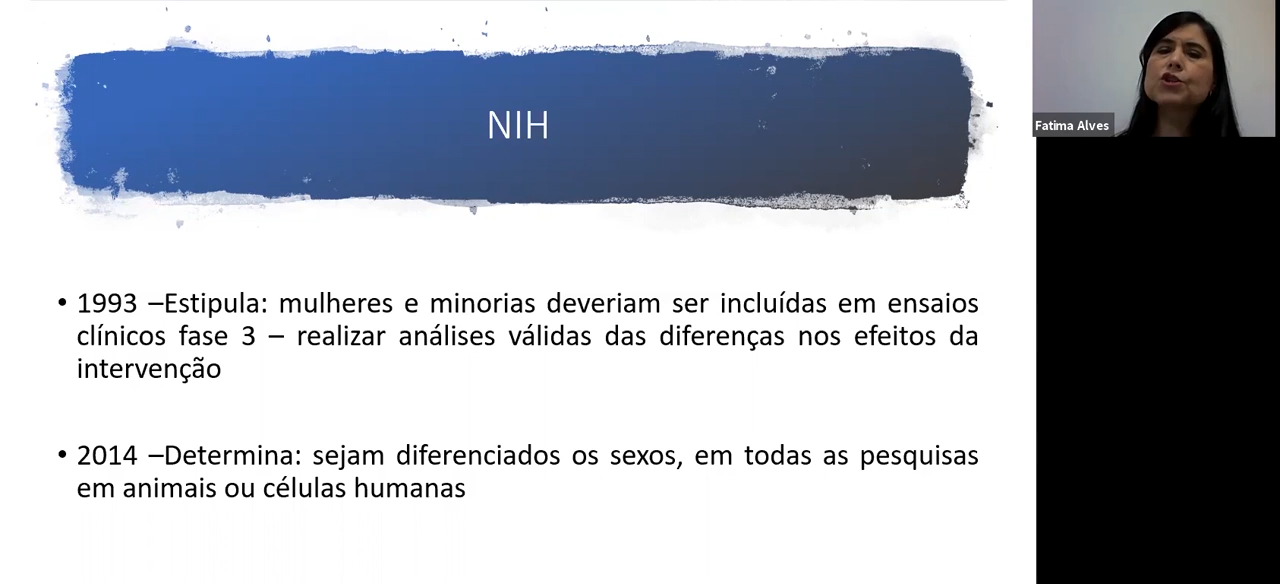 NIH
Fatima Alves
• 1993 –Estipula: mulheres e minorias deveriam ser incluídas em ensaios
clínicos fase 3 – realizar análises válidas das diferenças nos efeitos da
intervenção
• 2014 –Determina: sejam diferenciados os sexos, em todas as pesquisas
em animais ou células humanas